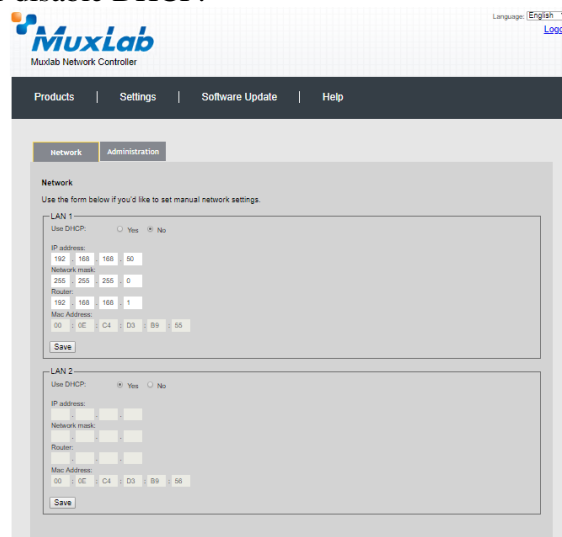 disable DHCP.
Language: English
Logo
MuxLab
Muxlab Network Controller
Products | Settings | Software Update | Help
Network Administration
Network
Use the form below if you'd like to set manual network settings.
LAN 1
Use DHCP: Yes No
IP address:
192 . 168 . 168 . 50
Network mask:
255 . 255 . 255 . 0
Router:
192 . 168 . 168 . 1
Mac Address:
00 : 0E : C4 : D3 : B9 : 55
Save
LAN 2
Use DHCP: Yes No
IP address:
. . .
Network mask:
. . .
Router:
. . .
Mac Address:
00 : 0E : C4 : D3 : B9 : 56
Save